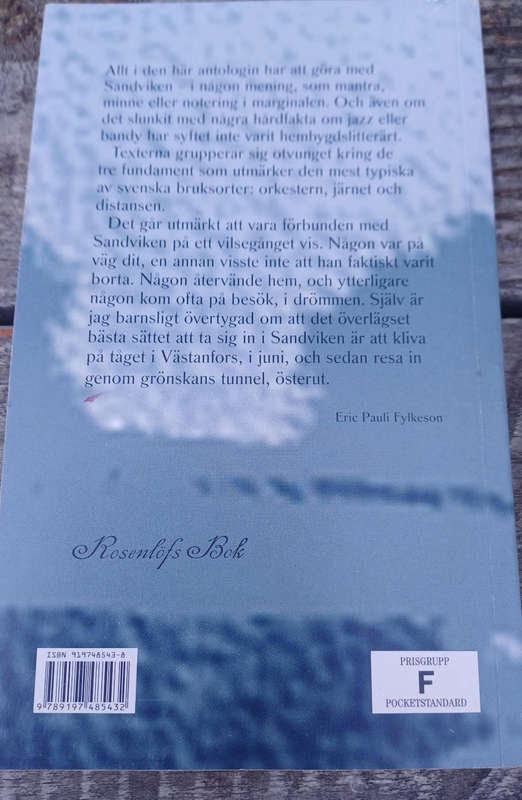 Allt i den här antologin har att göra med
Sandviken – i någon mening, som mantra,
minne eller notering i marginalen. Och även om
det slunkit med några hårdfakta om jazz eller
bandy har syftet inte varit hembygdslitterärt.
Texterna grupperar sig otvunget kring de
tre fundament som utmärker den mest typiska
av svenska bruksorter: orkestern, järnet och
distansen.
Det går utmärkt att vara förbunden med
Sandviken på ett vilsegånget vis. Någon var på
väg dit, en annan visste inte att han faktiskt varit
borta. Någon återvände hem, och ytterligare
någon kom ofta på besök, i drömmen. Själv är
jag barnsligt övertygad om att det överlägset
bästa sättet att ta sig in i Sandviken är att kliva
på tåget i Västanfors, i juni, och sedan resa in
genom grönskans tunnel, österut.
Eric Pauli Fylkeson
Rosenlöfs Bok
ISBN 919748543-8
9 789197 485432
PRISGRUPP
F
POCKETSTANDARD